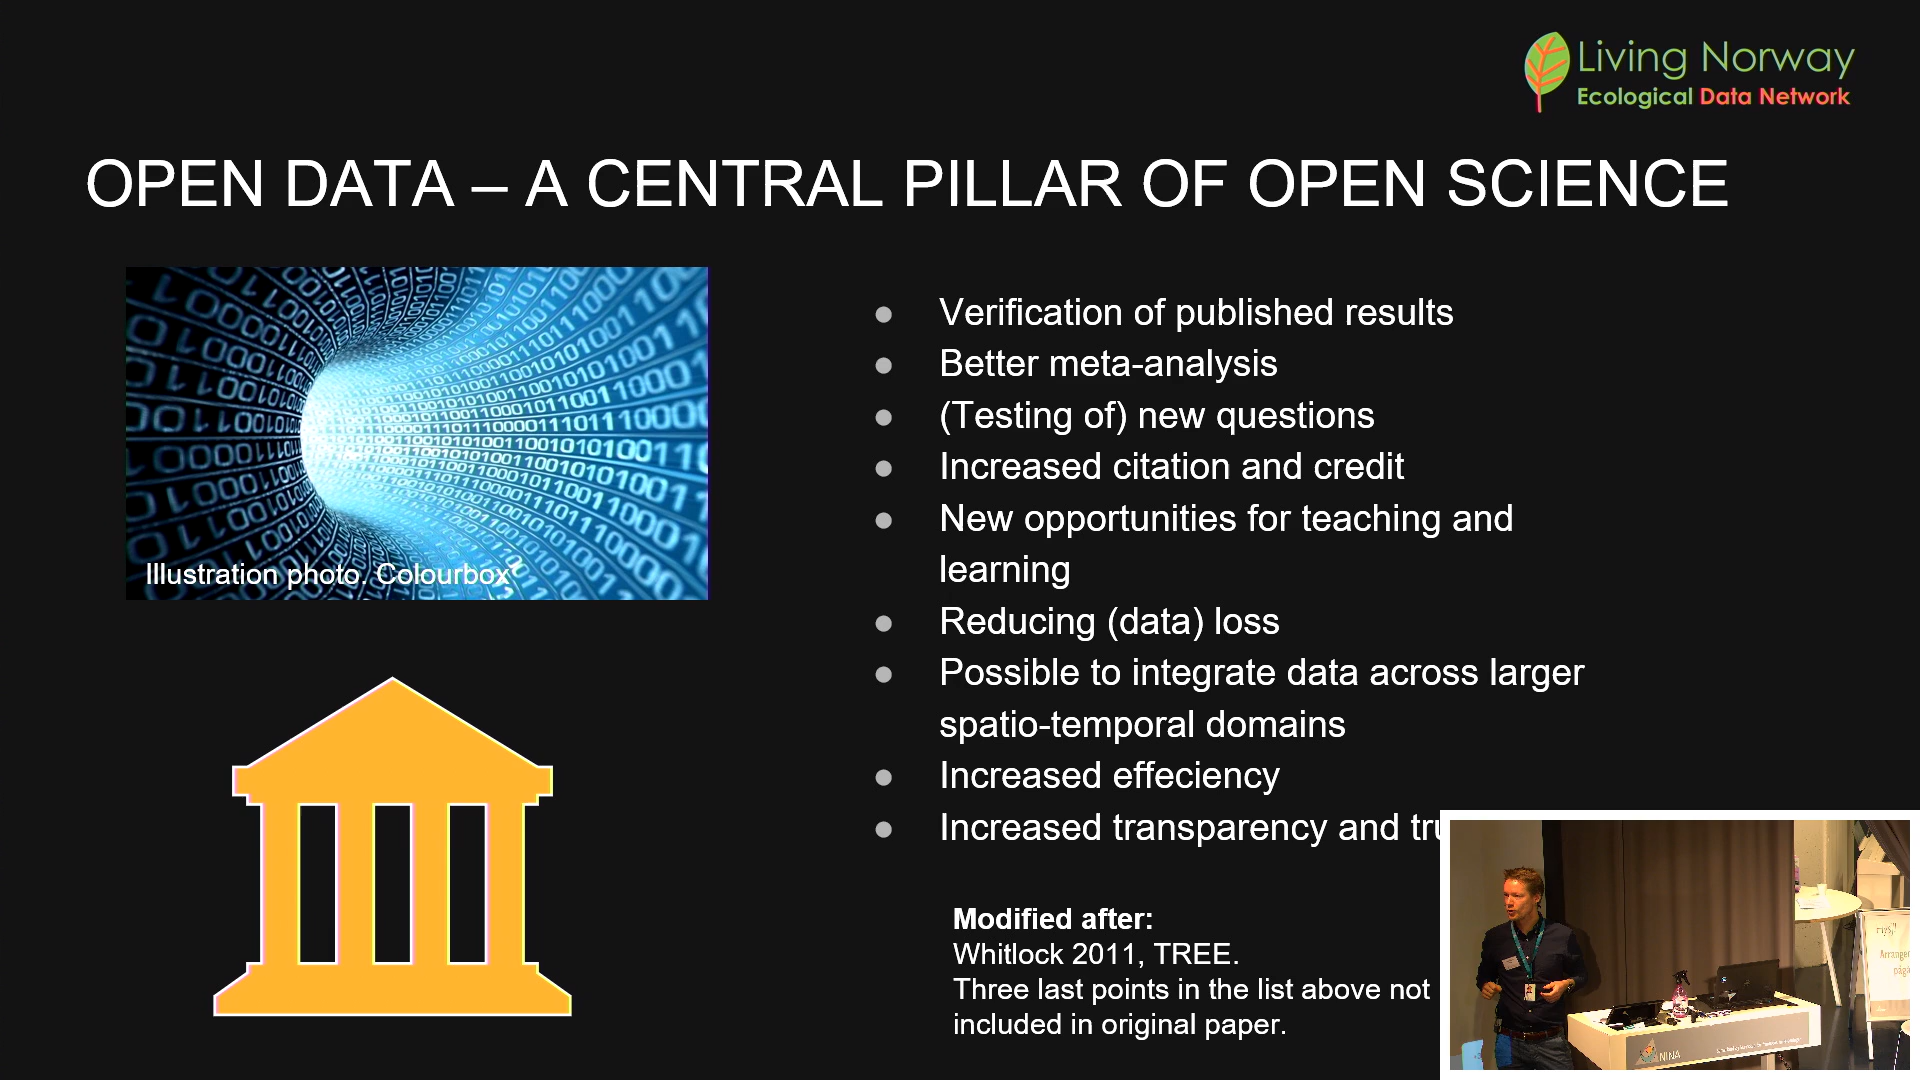 Living Norway
Ecological Data Network
OPEN DATA – A CENTRAL PILLAR OF OPEN SCIENCE
Illustration photo. Colourbox
● Verification of published results
● Better meta-analysis
● (Testing of) new questions
● Increased citation and credit
● New opportunities for teaching and
learning
● Reducing (data) loss
● Possible to integrate data across larger
spatio-temporal domains
● Increased effeciency
● Increased transparency and tru
Modified after:
Whitlock 2011, TREE.
Three last points in the list above not
included in original paper.
NINA